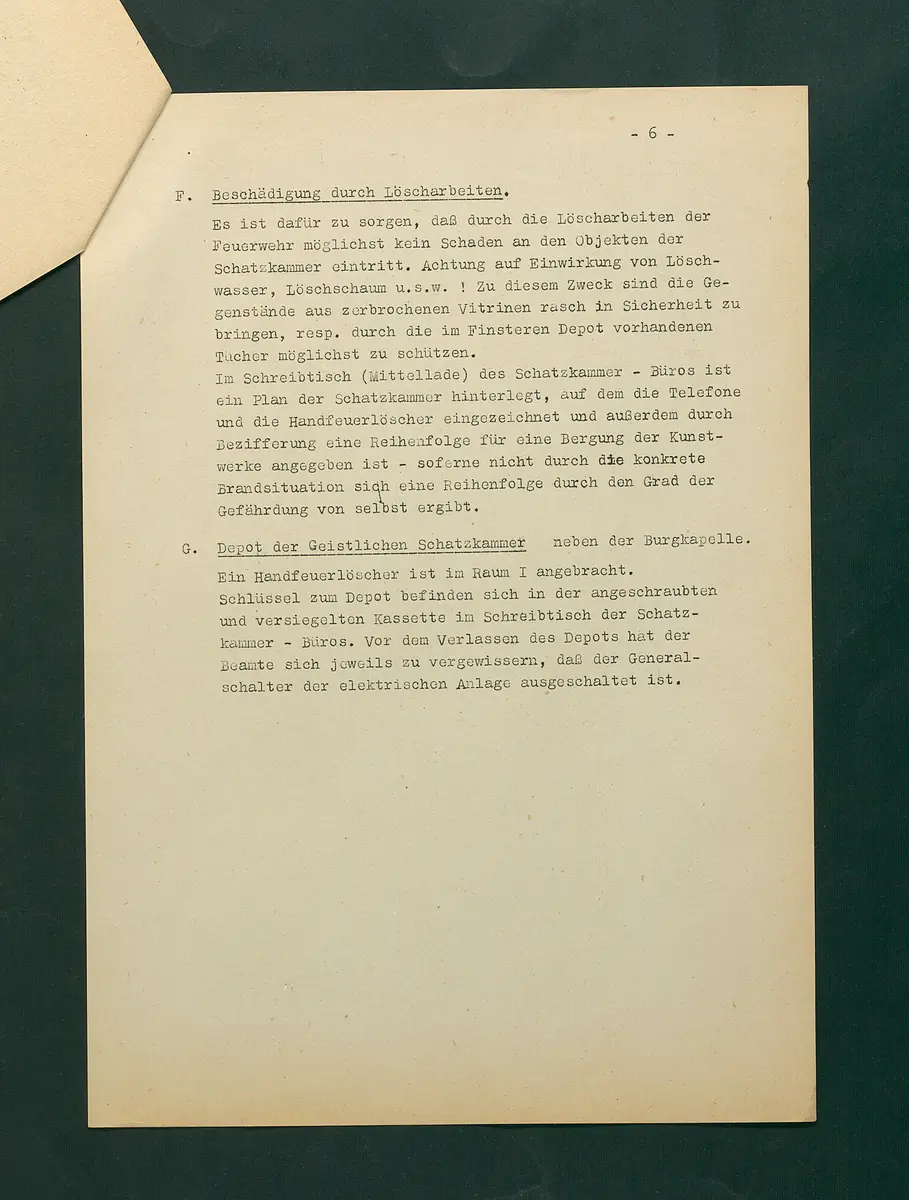 - 6 -
F. Beschädigung durch Löscharbeiten.
Es ist dafür zu sorgen, daß durch die Löscharbeiten der
Feuerwehr möglichst kein Schaden an den Objekten der
Schatzkammer eintritt. Achtung auf Einwirkung von Lösch-
wasser, Löschschaum u.s.w. ! Zu diesem Zweck sind die Ge-
genstände aus zerbrochenen Vitrinen rasch in Sicherheit zu
bringen, resp. durch die im Finsteren Depot vorhandenen
Tücher möglichst zu schützen.
Im Schreibtisch (Mittellade) des Schatzkammer - Büros ist
ein Plan der Schatzkammer hinterlegt, auf dem die Telefone
und die Handfeuerlöscher eingezeichnet und außerdem durch
Bezifferung eine Reihenfolge für eine Bergung der Kunst-
werke angegeben ist - soferne nicht durch die konkrete
Brandsituation sich eine Reihenfolge durch den Grad der
Gefährdung von selbst ergibt.
G. Depot der Geistlichen Schatzkammer neben der Burgkapelle.
Ein Handfeuerlöscher ist im Raum I angebracht.
Schlüssel zum Depot befinden sich in der angeschraubten
und versiegelten Kassette im Schreibtisch der Schatz-
kammer - Büros. Vor dem Verlassen des Depots hat der
Beamte sich jeweils zu vergewissern, daß der General-
schalter der elektrischen Anlage ausgeschaltet ist.